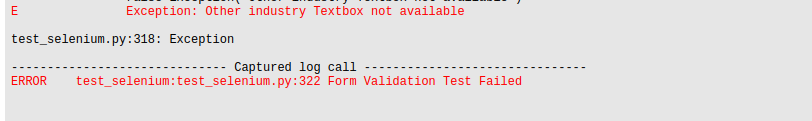 E               Exception: Other industry Textbox not available
test_selenium.py:318: Exception
------------------------------ Captured log call -------------------------------
ERROR    test_selenium:test_selenium.py:322 Form Validation Test Failed